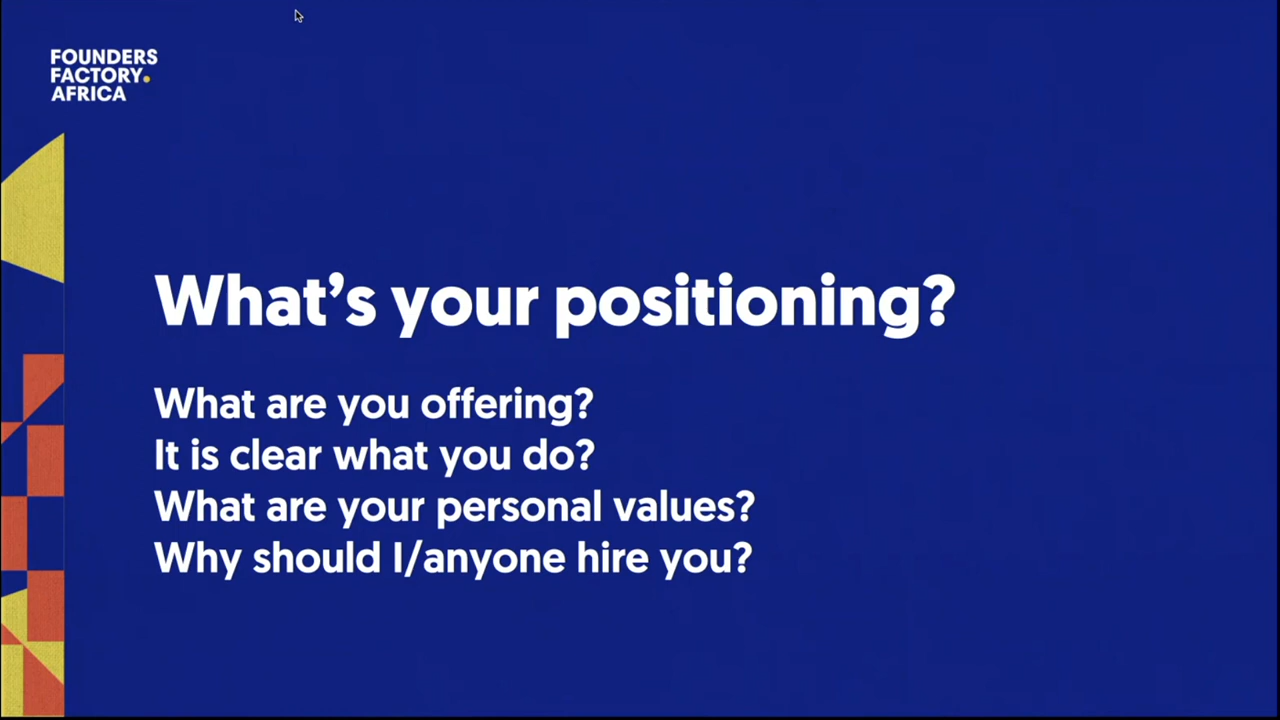 FOUNDERS
FACTORY.
AFRICA
What's your positioning?
What are you offering?
It is clear what you do?
What are your personal values?
Why should I/anyone hire you?